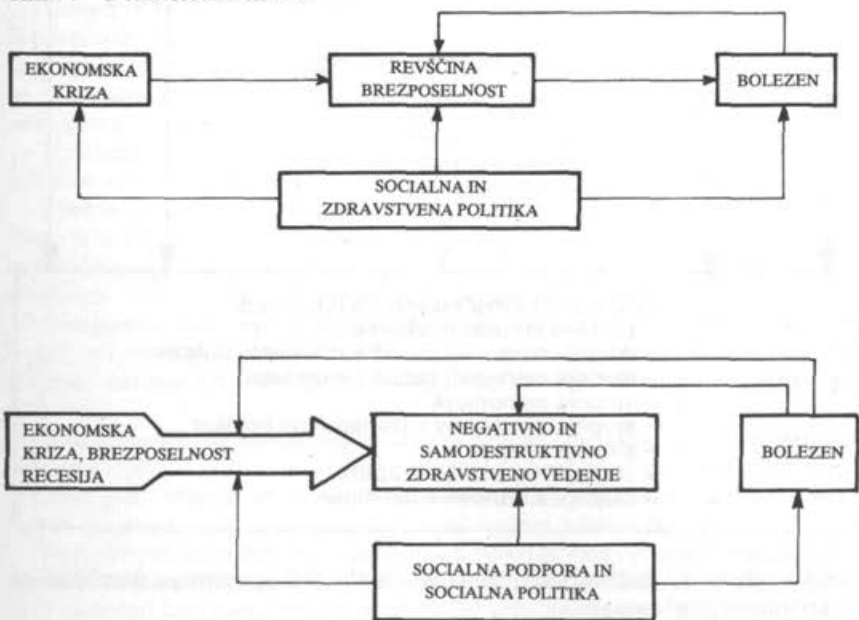 EKONOMSKA
KRIZA
REVŠČINA
BREZPOSELNOST
BOLEZEN
SOCIALNA IN
ZDRAVSTVENA POLITIKA
EKONOMSKA
KRIZA, BREZPOSELNOST
RECESIJA
NEGATIVNO IN
SAMODESTRUKTIVNO
ZDRAVSTVENO VEDENJE
BOLEZEN
SOCIALNA PODPORA IN
SOCIALNA POLITIKA